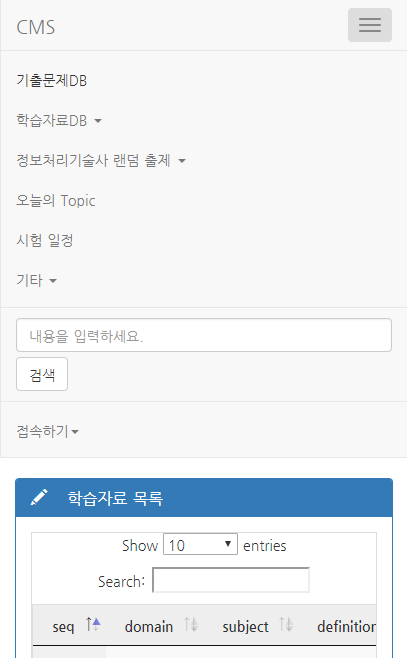 CMS
기출문제DB
학습자료DB
정보처리기술사 랜덤 출제
오늘의 Topic
시험 일정
기타
내용을 입력하세요.
검색
접속하기
학습자료 목록
Show 10 entries
Search:
seq domain subject definition